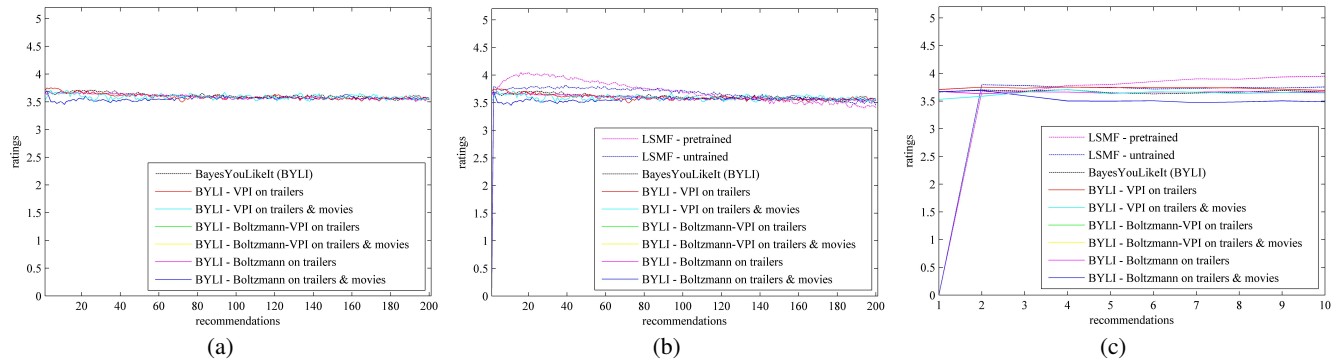 5
4.5
4
3.5
3
2.5
2
1.5
1
0.5
0
ratings
BayesYouLikeIt (BYLI)
BYLI - VPI on trailers
BYLI - VPI on trailers & movies
BYLI - Boltzmann-VPI on trailers
BYLI - Boltzmann-VPI on trailers & movies
BYLI - Boltzmann on trailers
BYLI - Boltzmann on trailers & movies
20 40 60 80 100 120 140 160 180 200
recommendations
(a)
5
4.5
4
3.5
3
2.5
2
1.5
1
0.5
0
ratings
LSMF - pretrained
LSMF - untrained
BayesYouLikeIt (BYLI)
BYLI - VPI on trailers
BYLI - VPI on trailers & movies
BYLI - Boltzmann-VPI on trailers
BYLI - Boltzmann-VPI on trailers & movies
BYLI - Boltzmann on trailers
BYLI - Boltzmann on trailers & movies
20 40 60 80 100 120 140 160 180 200
recommendations
(b)
5
4.5
4
3.5
3
2.5
2
1.5
1
0.5
0
ratings
LSMF - pretrained
LSMF - untrained
BayesYouLikeIt (BYLI)
BYLI - VPI on trailers
BYLI - VPI on trailers & movies
BYLI - Boltzmann-VPI on trailers
BYLI - Boltzmann-VPI on trailers & movies
BYLI - Boltzmann on trailers
BYLI - Boltzmann on trailers & movies
1 2 3 4 5 6 7 8 9 10
recommendations
(c)